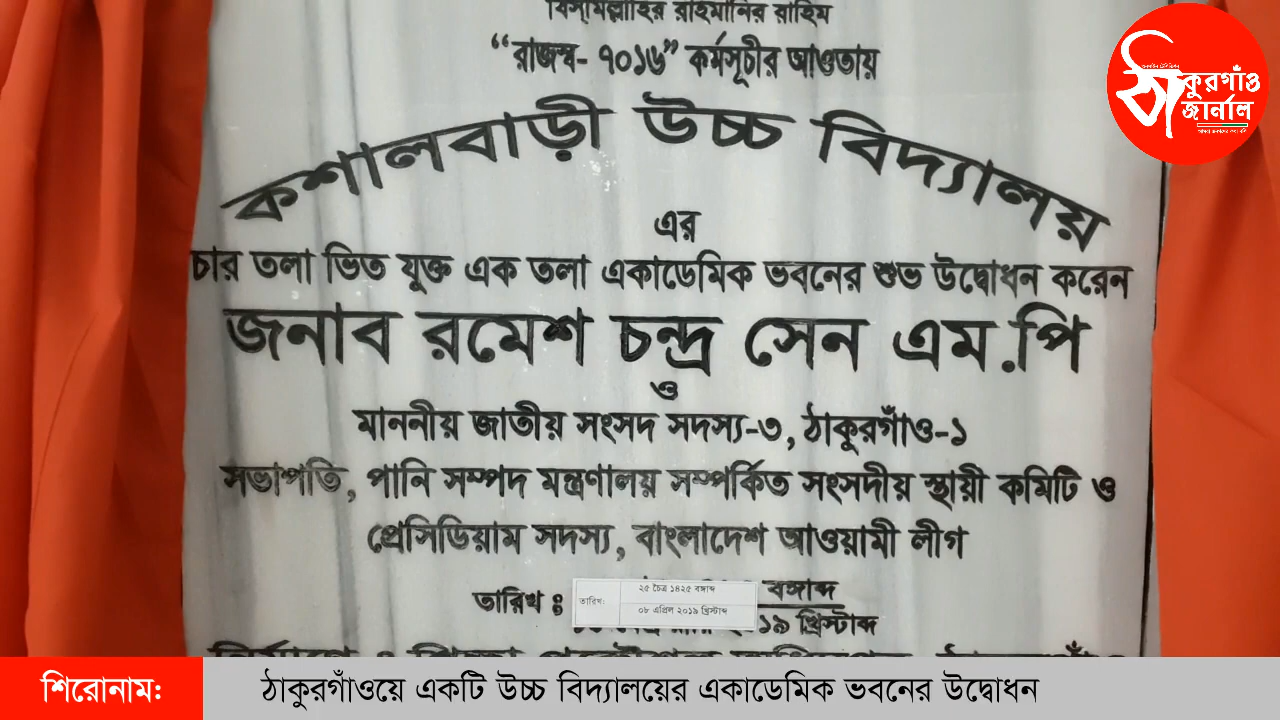 বিসমিল্লাহির রাহমানির রাহিম
“রাজস্ব- ৭০১৬” কর্মসূচীর আওতায়
কশালবাড়ী উচ্চ বিদ্যালয়
এর
চার তলা ভিত যুক্ত এক তলা একাডেমিক ভবনের শুভ উদ্বোধন করেন
জনাব রমেশ চন্দ্র সেন এম.পি
ও
মাননীয় জাতীয় সংসদ সদস্য-৩, ঠাকুরগাঁও-১
সভাপতি, পানি সম্পদ মন্ত্রণালয় সম্পর্কিত সংসদীয় স্থায়ী কমিটি ও
প্রেসিডিয়াম সদস্য, বাংলাদেশ আওয়ামী লীগ
তারিখ ঃ বঙ্গাব্দ
তারিখ: ২৫ চৈত্র ১৪২৫ বঙ্গাব্দ
০৮ এপ্রিল ২০১৯ খ্রিস্টাব্দ
১৯ খ্রিস্টাব্দ
ঠাকুরগাঁও
জার্নাল
শিরোনাম: ঠাকুরগাঁওয়ে একটি উচ্চ বিদ্যালয়ের একাডেমিক ভবনের উদ্বোধন